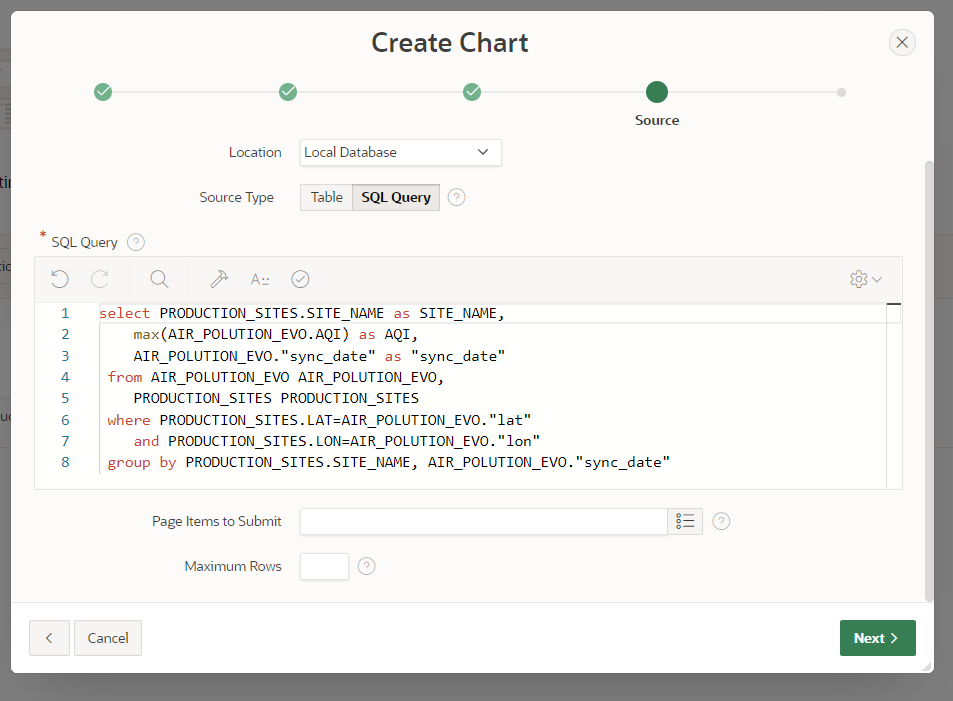 Create Chart
Source
Location Local Database
Source Type Table SQL Query ?
* SQL Query ?
A
1 select PRODUCTION_SITES.SITE_NAME as SITE_NAME,
2 max(AIR_POLUTION_EVO.AQI) as AQI,
3 AIR_POLUTION_EVO."sync_date" as "sync_date"
4 from AIR_POLUTION_EVO AIR_POLUTION_EVO,
5 PRODUCTION_SITES PRODUCTION_SITES
6 where PRODUCTION_SITES.LAT=AIR_POLUTION_EVO."lat"
7 and PRODUCTION_SITES.LON=AIR_POLUTION_EVO."lon"
8 group by PRODUCTION_SITES.SITE_NAME, AIR_POLUTION_EVO."sync_date"
Page Items to Submit ?
Maximum Rows ?
Cancel Next